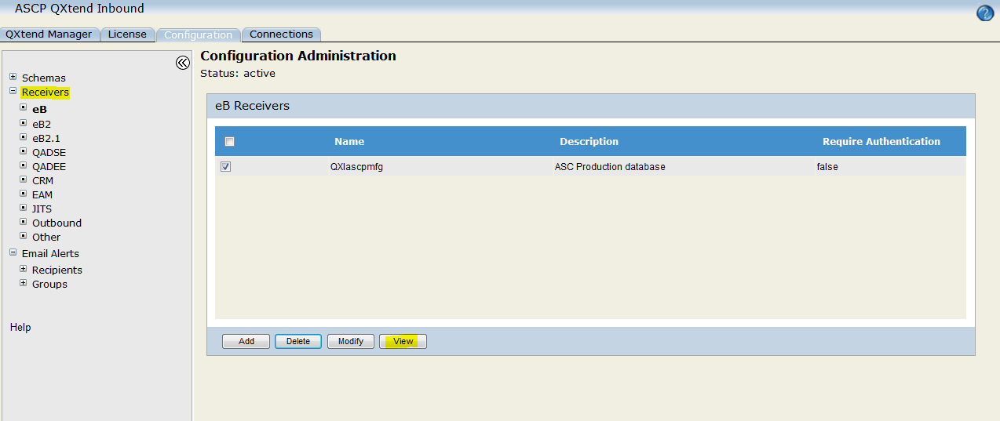 ASCP QXtend Inbound
QXtend Manager License Configuration Connections
Configuration Administration
Status: active
Schemas
Receivers
eB
eB2
eB2.1
QADSE
QADEE
CRM
EAM
JITS
Outbound
Other
Email Alerts
Recipients
Groups
Help
eB Receivers
Name Description Require Authentication
QXIascpmfg ASC Production database false
Add Delete Modify View